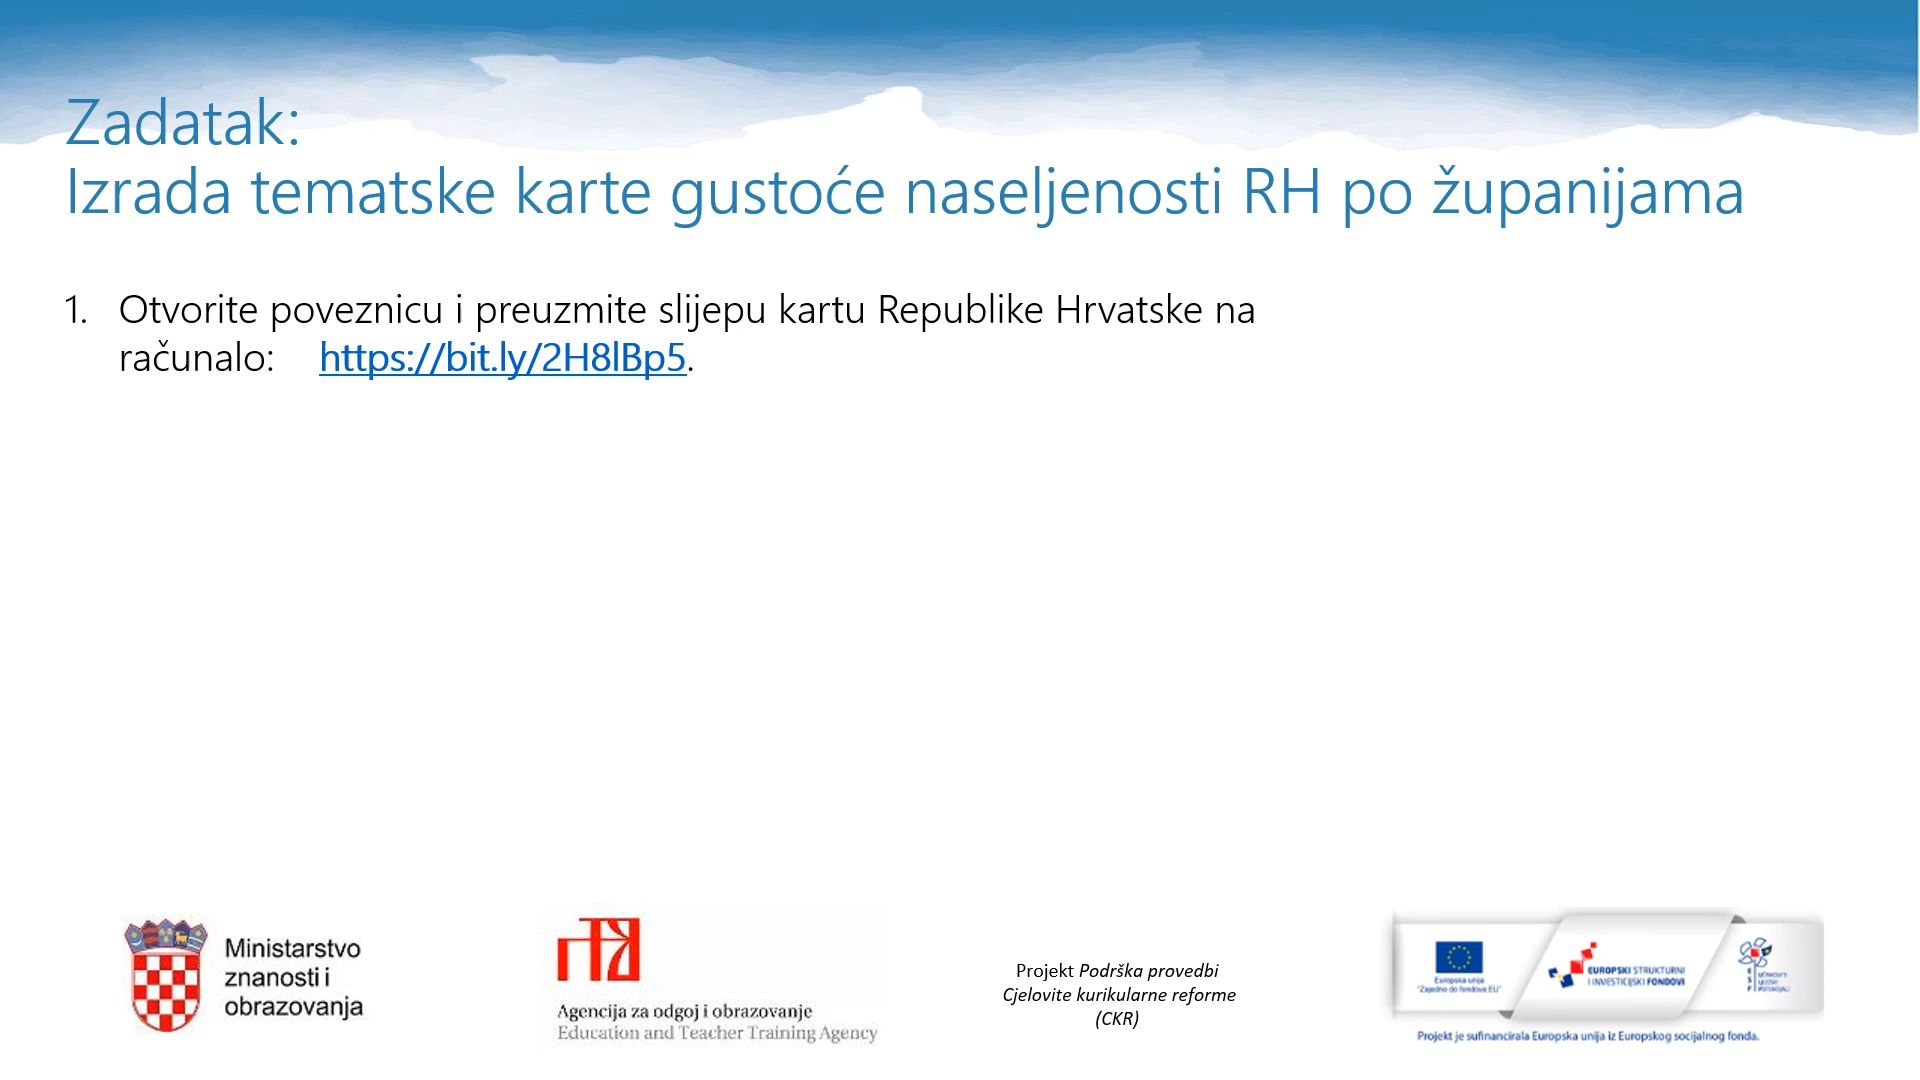 Zadatak:
Izrada tematske karte gustoće naseljenosti RH po županijama
1. Otvorite poveznicu i preuzmite slijepu kartu Republike Hrvatske na
računalo: https://bit.ly/2H8lBp5.
Ministarstvo
znanosti i
obrazovanja
Agencija za odgoj i obrazovanje
Education and Teacher Training Agency
Projekt Podrška provedbi
Cjelovite kurikularne reforme
(CKR)
Europska unija
"Zajedno do fondova EU"
EUROPSKI STRUKTURNI
I INVESTICIJSKI FONDOVI
Projekt je sufinancirala Europska unija iz Europskog socijalnog fonda.